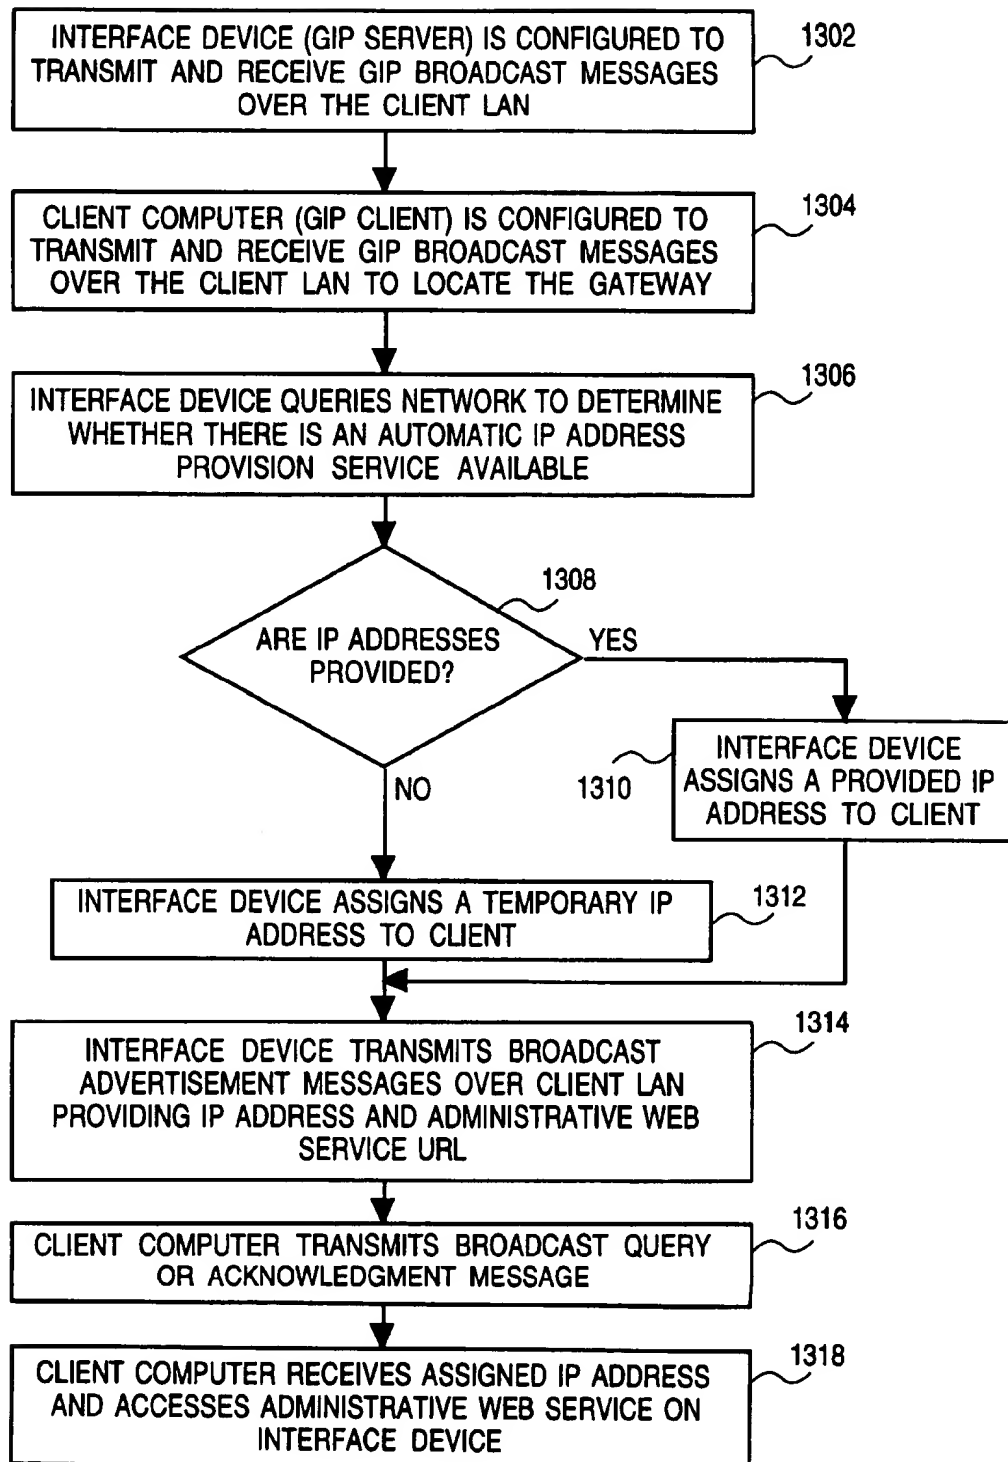 INTERFACE DEVICE (GIP SERVER) IS CONFIGURED TO
TRANSMIT AND RECEIVE GIP BROADCAST MESSAGES
OVER THE CLIENT LAN
1302
CLIENT COMPUTER (GIP CLIENT) IS CONFIGURED TO
TRANSMIT AND RECEIVE GIP BROADCAST MESSAGES
OVER THE CLIENT LAN TO LOCATE THE GATEWAY
1304
INTERFACE DEVICE QUERIES NETWORK TO DETERMINE
WHETHER THERE IS AN AUTOMATIC IP ADDRESS
PROVISION SERVICE AVAILABLE
1306
1308
ARE IP ADDRESSES
PROVIDED?
YES
NO
1310
INTERFACE DEVICE
ASSIGNS A PROVIDED IP
ADDRESS TO CLIENT
INTERFACE DEVICE ASSIGNS A TEMPORARY IP
ADDRESS TO CLIENT
1312
INTERFACE DEVICE TRANSMITS BROADCAST
ADVERTISEMENT MESSAGES OVER CLIENT LAN
PROVIDING IP ADDRESS AND ADMINISTRATIVE WEB
SERVICE URL
1314
CLIENT COMPUTER TRANSMITS BROADCAST QUERY
OR ACKNOWLEDGMENT MESSAGE
1316
CLIENT COMPUTER RECEIVES ASSIGNED IP ADDRESS
AND ACCESSES ADMINISTRATIVE WEB SERVICE ON
INTERFACE DEVICE
1318